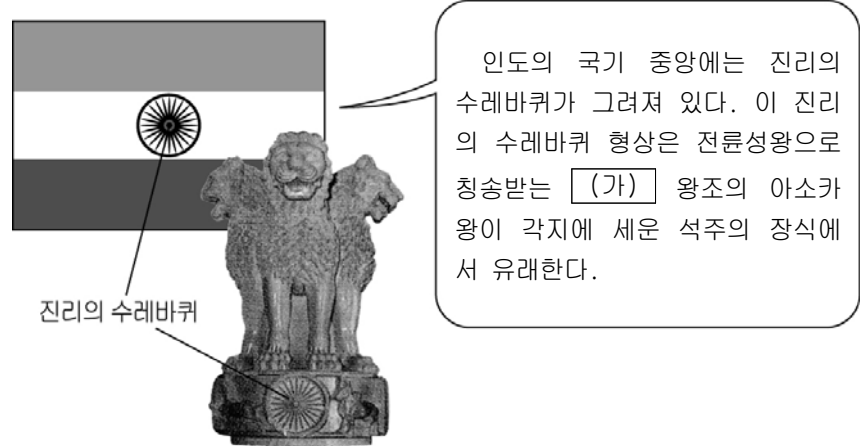 인도의 국기 중앙에는 진리의
수레바퀴가 그려져 있다. 이 진리
의 수레바퀴 형상은 전륜성왕으로
칭송받는 (가) 왕조의 아소카
왕이 각지에 세운 석주의 장식에
서 유래한다.
진리의 수레바퀴